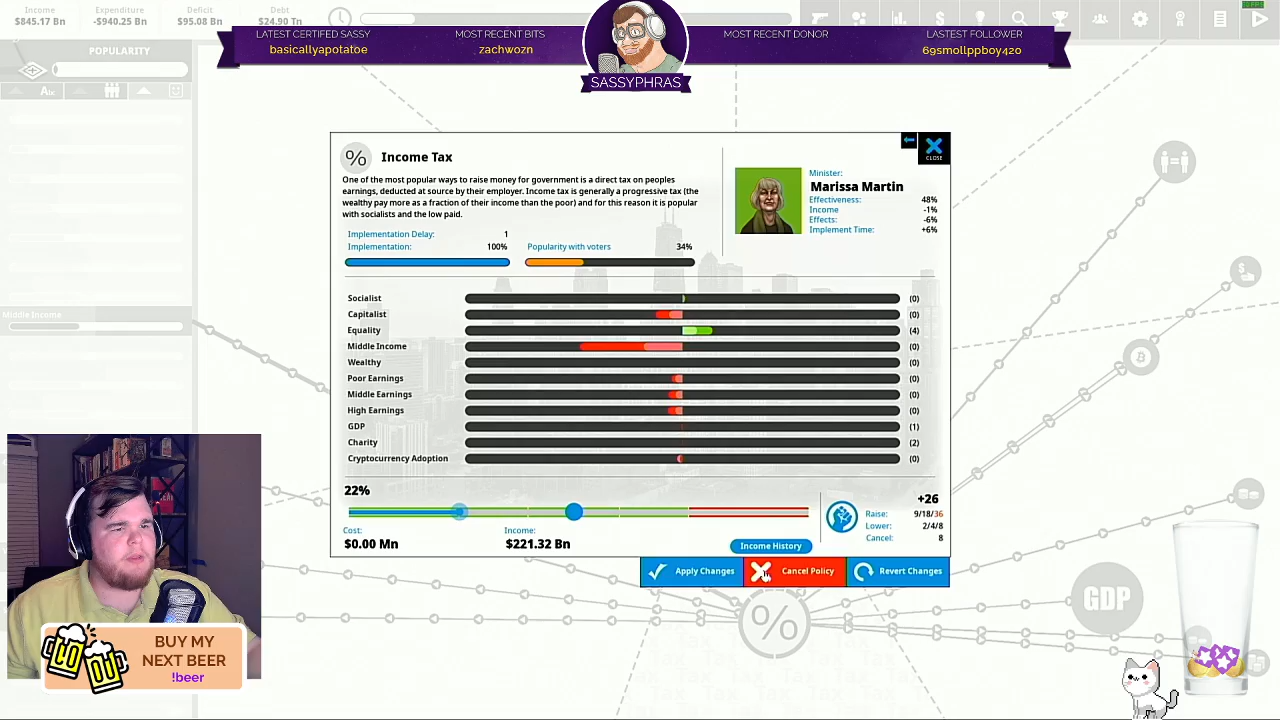 Income
Expenditure
Deficit
Debt
$845.17 Bn
-$940.25 Bn
$95.08 Bn
$24.90 Tn
LATEST CERTIFED SASSY
MOST RECENT BITS
MOST RECENT DONOR
LASTEST FOLLOWER
basicallyapotatoe
zachwozn
69smollppboy420
SASSYPHRAS
POPULARITY
Income Tax
One of the most popular ways to raise money for government is a direct tax on peoples
earnings, deducted at source by their employer. Income tax is generally a progressive tax (the
wealthy pay more as a fraction of their income than the poor) and for this reason it is popular
with socialists and the low paid.
Implementation Delay: 1
Implementation: 100%
Popularity with voters 34%
CLOSE
Minister:
Marissa Martin
Effectiveness: 48%
Income -1%
Effects: -6%
Implement Time: +6%
Socialist (0)
Capitalist (0)
Equality (4)
Middle Income (0)
Wealthy (0)
Poor Earnings (0)
Middle Earnings (0)
High Earnings (0)
GDP (1)
Charity (2)
Cryptocurrency Adoption (0)
22%
Cost:
$0.00 Mn
Income:
$221.32 Bn
Income History
+26
Raise: 9/18/36
Lower: 2/4/8
Cancel: 8
Apply Changes
Cancel Policy
Revert Changes
Middle Income
GDP
%
BUY MY
NEXT BEER
!beer